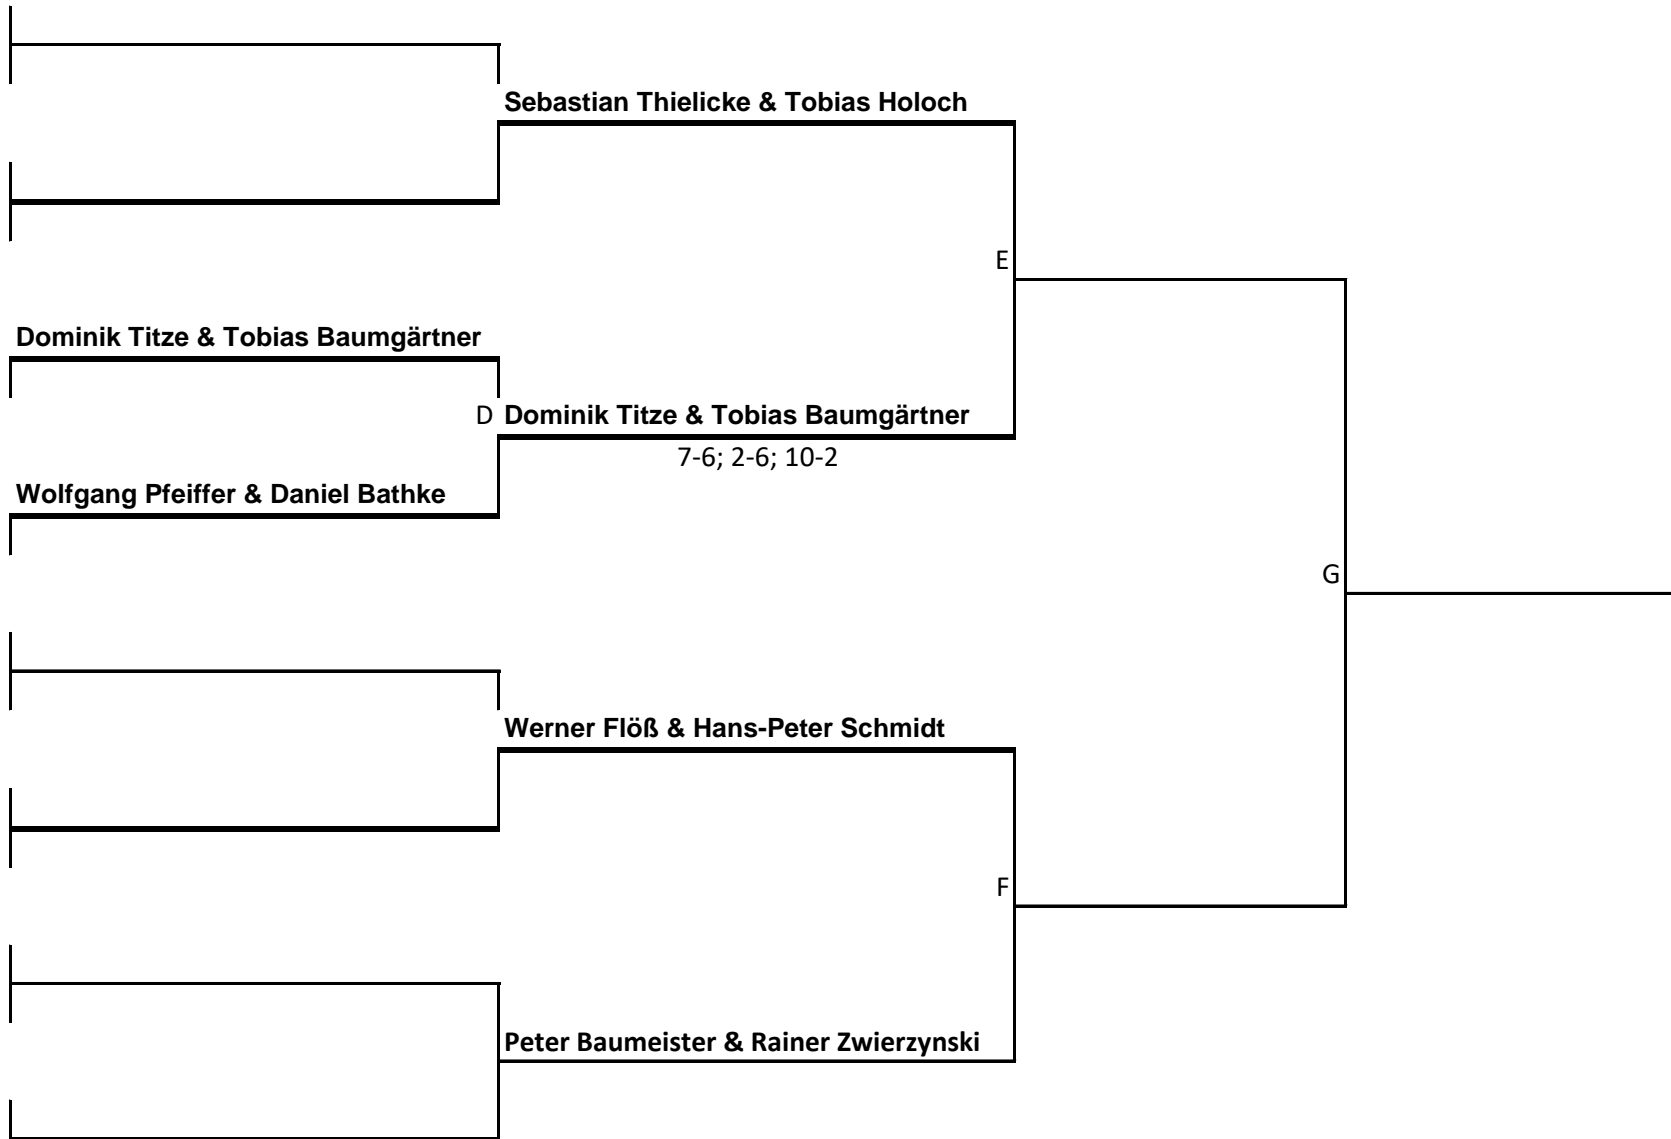 Sebastian Thielicke & Tobias Holoch
E
Dominik Titze & Tobias Baumgärtner
D Dominik Titze & Tobias Baumgärtner
7-6; 2-6; 10-2
Wolfgang Pfeiffer & Daniel Bathke
G
Werner Flöß & Hans-Peter Schmidt
F
Peter Baumeister & Rainer Zwierzynski